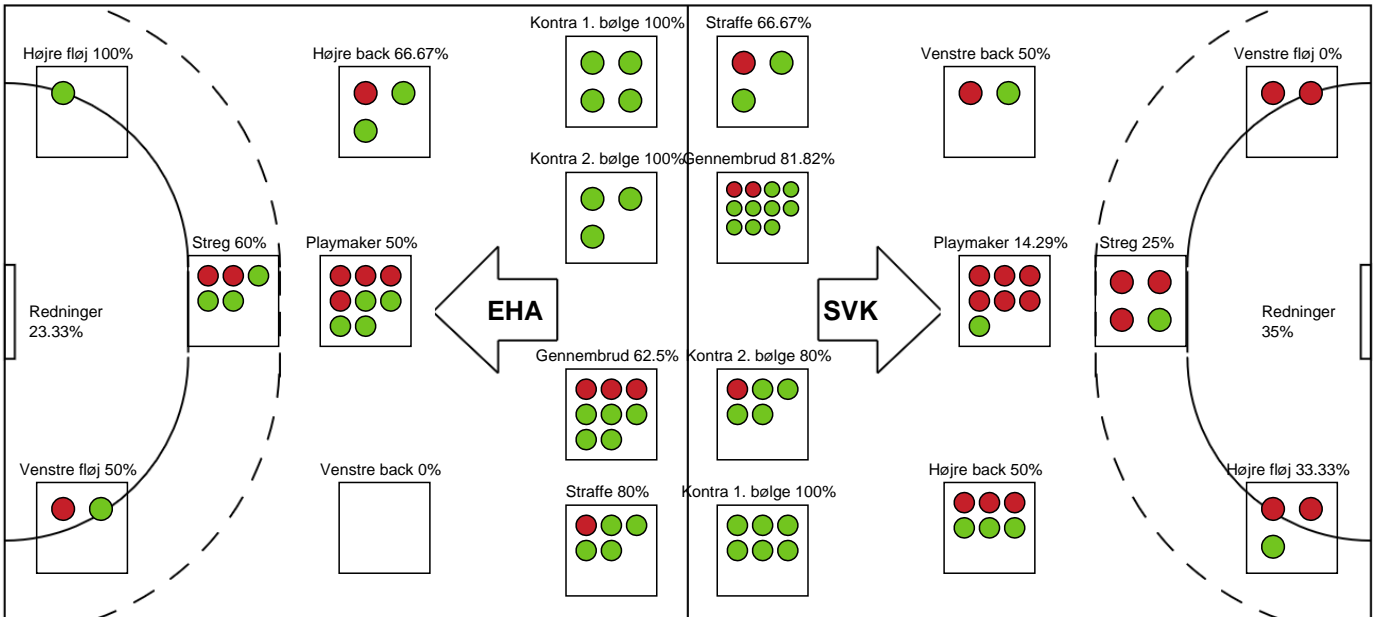 Kontra 1. bølge 100%
Straffe 66.67%
Højre fløj 100%
Højre back 66.67%
Venstre back 50%
Venstre fløj 0%
Kontra 2. bølge 100%
Gennembrud 81.82%
Streg 60%
Playmaker 50%
Playmaker 14.29%
Streg 25%
EHA
SVK
Redninger
23.33%
Redninger
35%
Gennembrud 62.5%
Kontra 2. bølge 80%
Venstre fløj 50%
Venstre back 0%
Højre back 50%
Højre fløj 33.33%
Straffe 80%
Kontra 1. bølge 100%